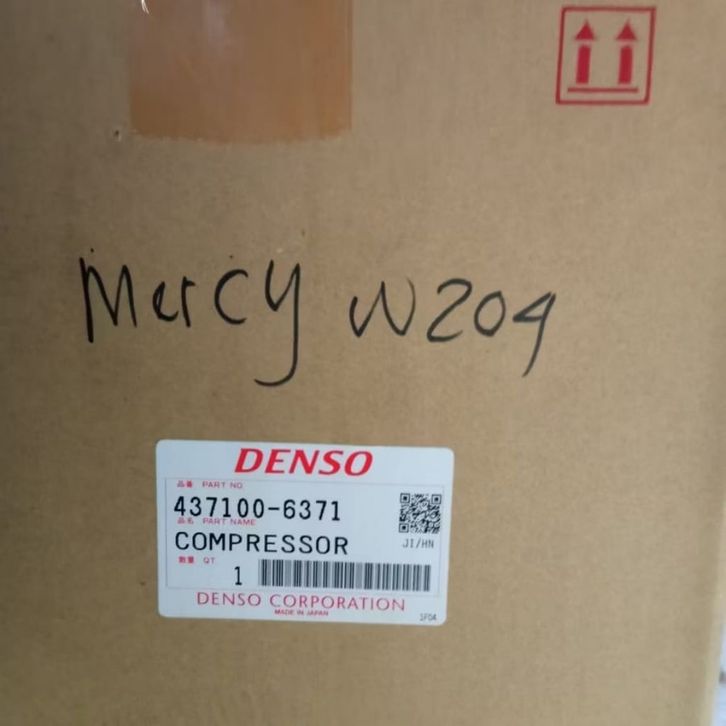 Mercy W204
DENSO
品番 PART NO.
437100-6371
品名 PART NAME
COMPRESSOR
JI/HN
数量 QT.
1
DENSO CORPORATION
MADE IN JAPAN
1F04